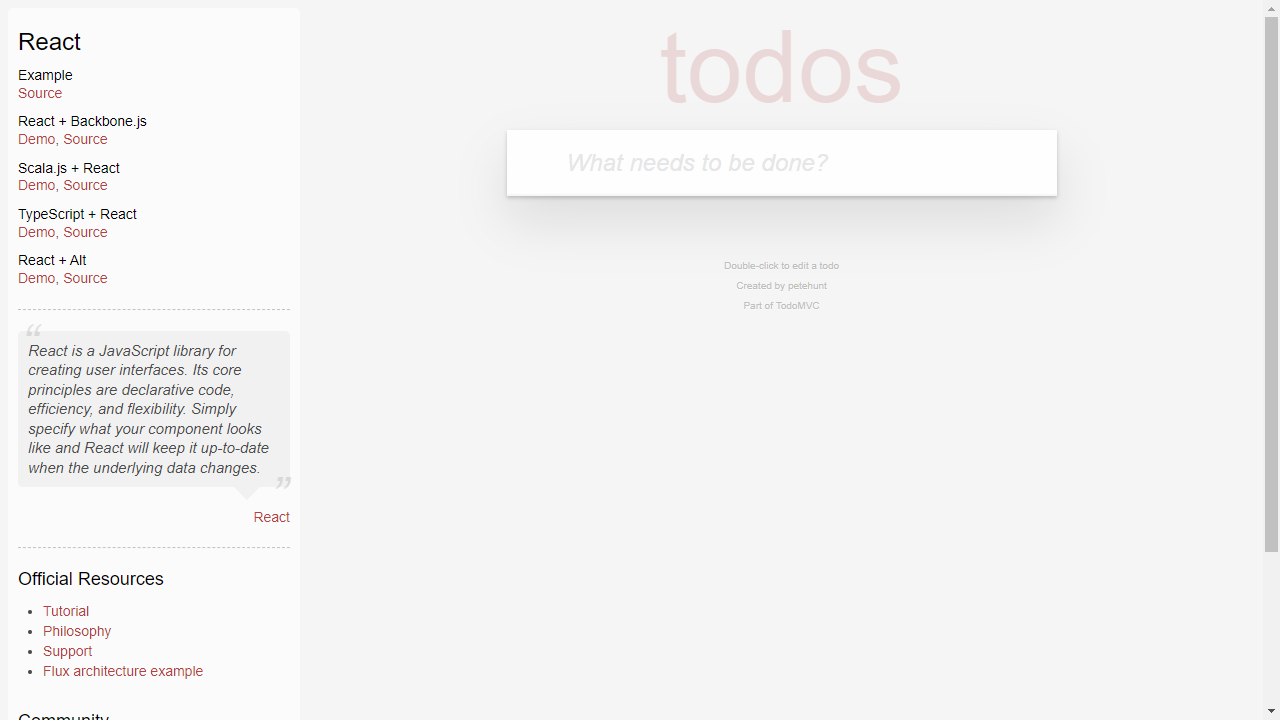 React
Example
Source
React + Backbone.js
Demo, Source
Scala.js + React
Demo, Source
TypeScript + React
Demo, Source
React + Alt
Demo, Source
“
React is a JavaScript library for
creating user interfaces. Its core
principles are declarative code,
efficiency, and flexibility. Simply
specify what your component looks
like and React will keep it up-to-date
when the underlying data changes.
”
React
Official Resources
• Tutorial
• Philosophy
• Support
• Flux architecture example
Community
todos
What needs to be done?
Double-click to edit a todo
Created by petehunt
Part of TodoMVC